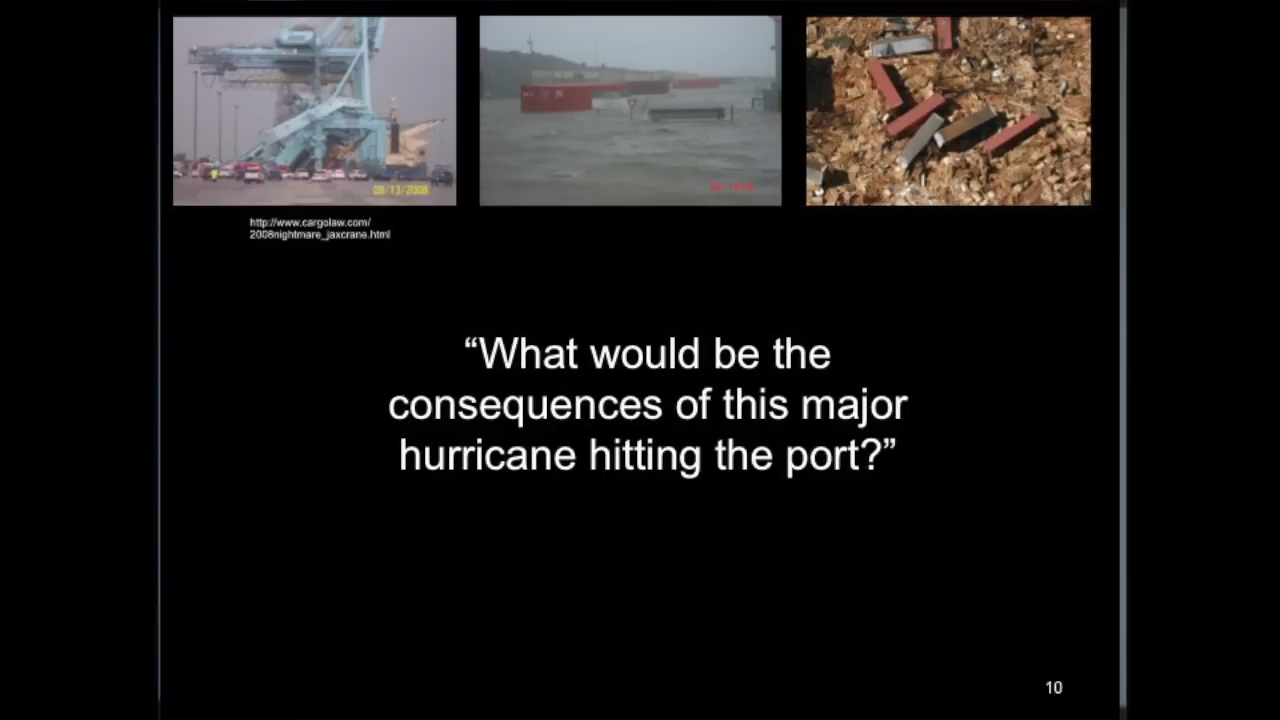 08/13/2008
http://www.cargolaw.com/
2008nightmare_jaxcrane.html
“What would be the
consequences of this major
hurricane hitting the port?”
10